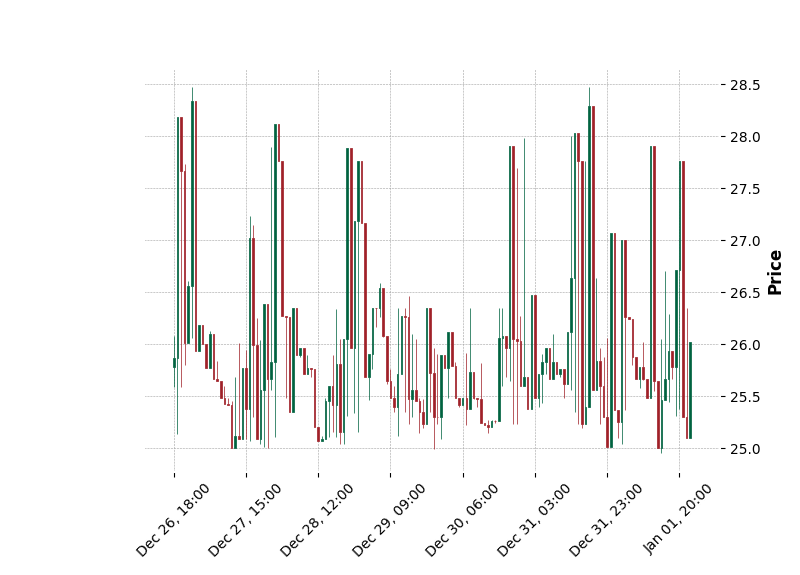 28.5
28.0
27.5
27.0
26.5
26.0
25.5
25.0
Price
Dec 26, 18:00
Dec 27, 15:00
Dec 28, 12:00
Dec 29, 09:00
Dec 30, 06:00
Dec 31, 03:00
Dec 31, 23:00
Jan 01, 20:00